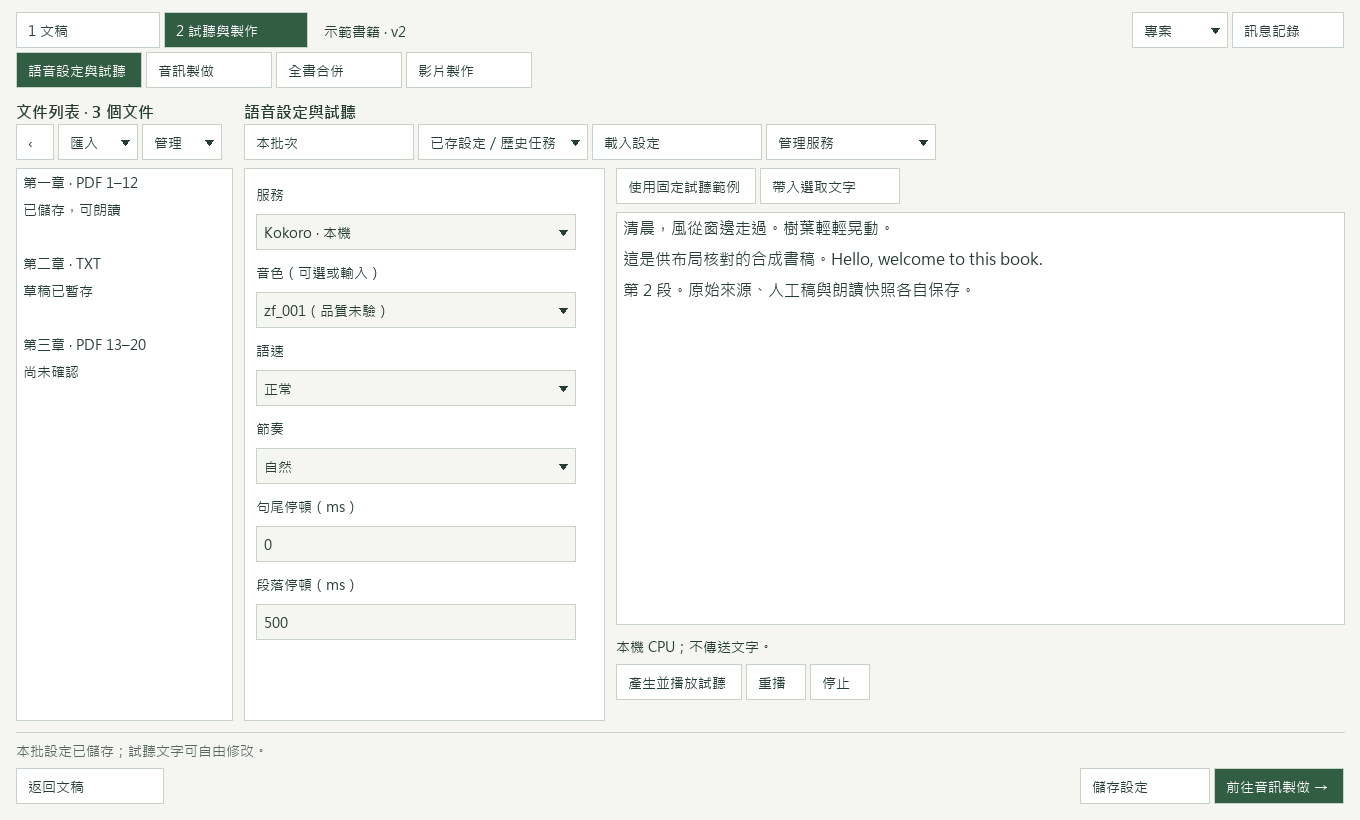 1 文稿
2 試聽與製作
示範書籍 · v2
專案
訊息記錄
語音設定與試聽
音訊製做
全書合併
影片製作
文件列表 · 3 個文件
‹
匯入
管理
第一章 · PDF 1–12
已儲存，可朗讀
第二章 · TXT
草稿已暫存
第三章 · PDF 13–20
尚未確認
語音設定與試聽
本批次
已存設定 / 歷史任務
載入設定
管理服務
服務
Kokoro · 本機
音色（可選或輸入）
zf_001（品質未驗）
語速
正常
節奏
自然
句尾停頓（ms）
0
段落停頓（ms）
500
使用固定試聽範例
帶入選取文字
清晨，風從窗邊走過。樹葉輕輕晃動。
這是供布局核對的合成書稿。Hello, welcome to this book.
第 2 段。原始來源、人工稿與朗讀快照各自保存。
本機 CPU；不傳送文字。
產生並播放試聽
重播
停止
本批設定已儲存；試聽文字可自由修改。
返回文稿
儲存設定
前往音訊製做 →